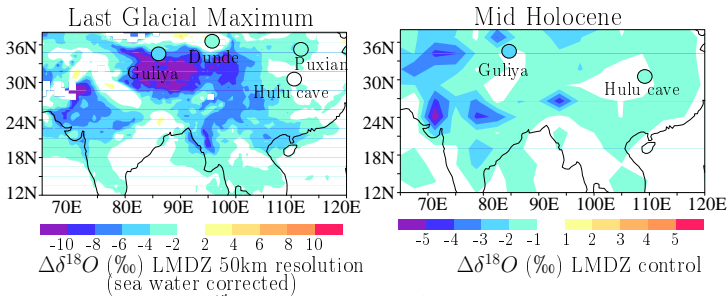 Last Glacial Maximum
Mid Holocene
36N
30N
24N
18N
12N
Dunde
Guliya
Puxian
Hulu cave
70E 80E 90E 100E 110E 120E
36N
30N
24N
18N
12N
Guliya
Hulu cave
70E 80E 90E 100E 110E 120E
-10 -8 -6 -4 -2 2 4 6 8 10
-5 -4 -3 -2 -1 1 2 3 4 5
Δδ¹⁸O (‰) LMDZ 50km resolution
(sea water corrected)
Δδ¹⁸O (‰) LMDZ control